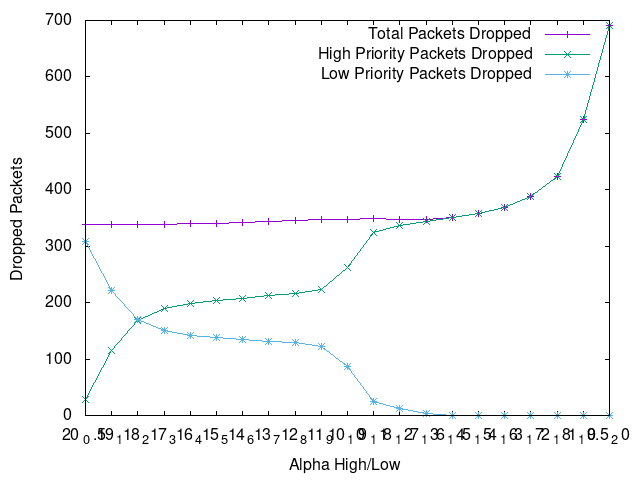 700
600
500
400
300
200
100
0
Dropped Packets
Total Packets Dropped
High Priority Packets Dropped
Low Priority Packets Dropped
Alpha High/Low